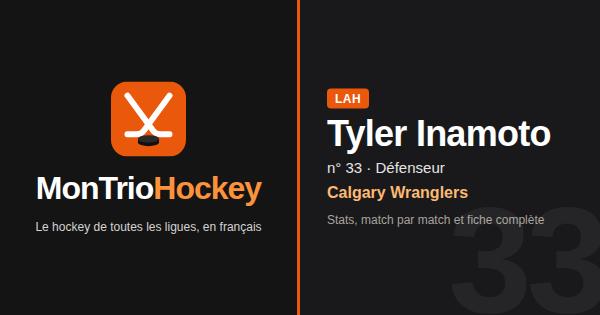 MonTrioHockey
Le hockey de toutes les ligues, en français
LAH
Tyler Inamoto
n° 33 · Défenseur
Calgary Wranglers
Stats, match par match et fiche complète
33